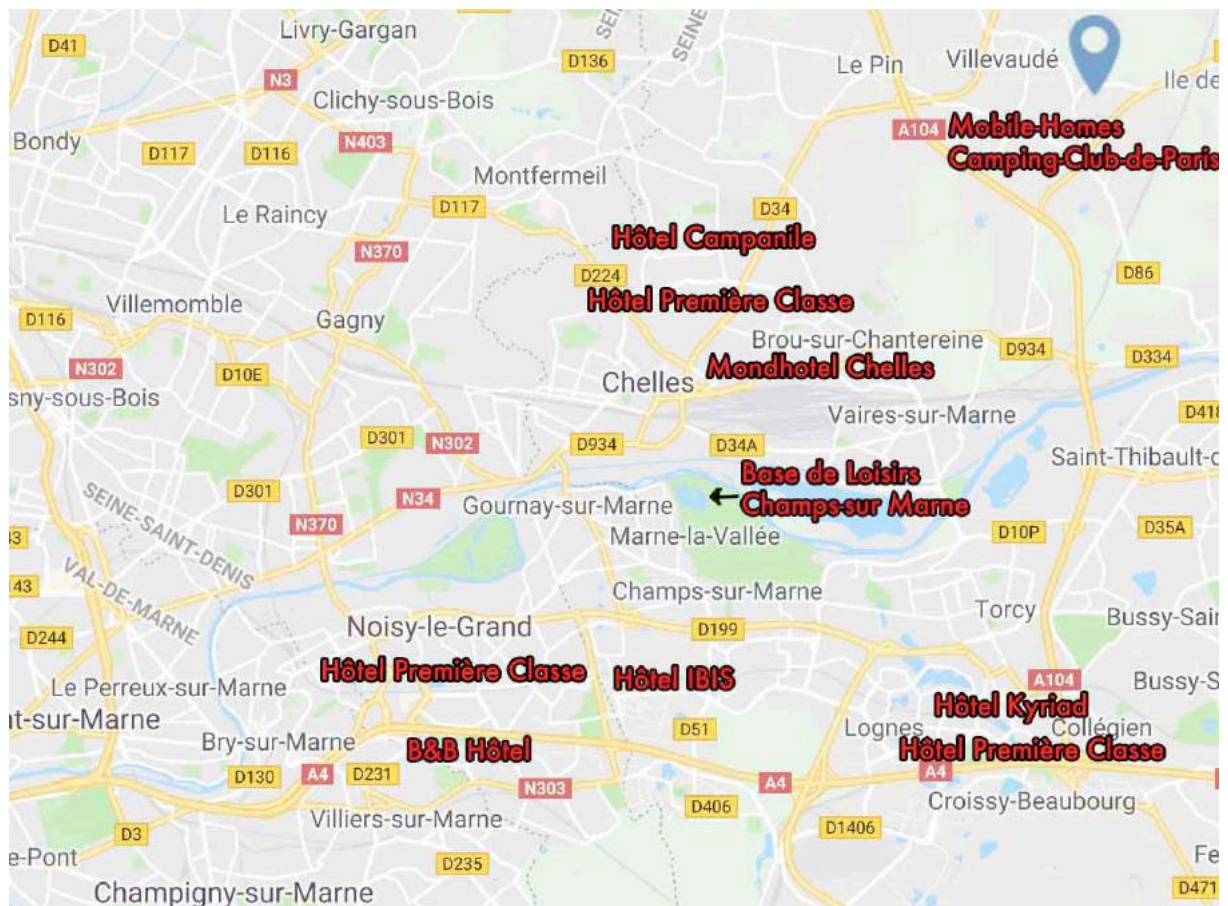 D41
Livry-Gargan
SEINE
SEINE
D136
Villevaudé
Le Pin
Ile de
N3
Clichy-sous-Bois
Bondy
A104
Mobile-Homes
Camping-Club-de-Paris
D117
D116
N403
Montfermeil
Le Raincy
D117
D34
N370
Hôtel Campanile
D224
D86
Villemomble
Hôtel Première Classe
D116
Gagny
Brou-sur-Chantereine
D934
D334
N302
D10E
Chelles
Mondhotel Chelles
sny-sous-Bois
Vaires-sur-Marne
D418
D301
N302
D934
D34A
Saint-Thibault-d
Base de Loisirs
Champs-sur Marne
D301
N34
Gournay-sur-Marne
SEINE-SAINT-DENIS
N370
Marne-la-Vallée
D10P
D35A
43
VAL-DE-MARNE
43
Champs-sur-Marne
Torcy
Bussy-Sain
D244
Noisy-le-Grand
D199
Hôtel Première Classe
Hôtel IBIS
A104
Bussy-S
Le Perreux-sur-Marne
Hôtel Kyriad
nt-sur-Marne
D51
Lognes
Collégien
Bry-sur-Marne
B&B Hôtel
Hôtel Première Classe
D130
A4
D231
N303
A4
A4
Croissy-Beaubourg
D3
Villiers-sur-Marne
D406
D1406
e-Pont
D235
Fe
Champigny-sur-Marne
D471